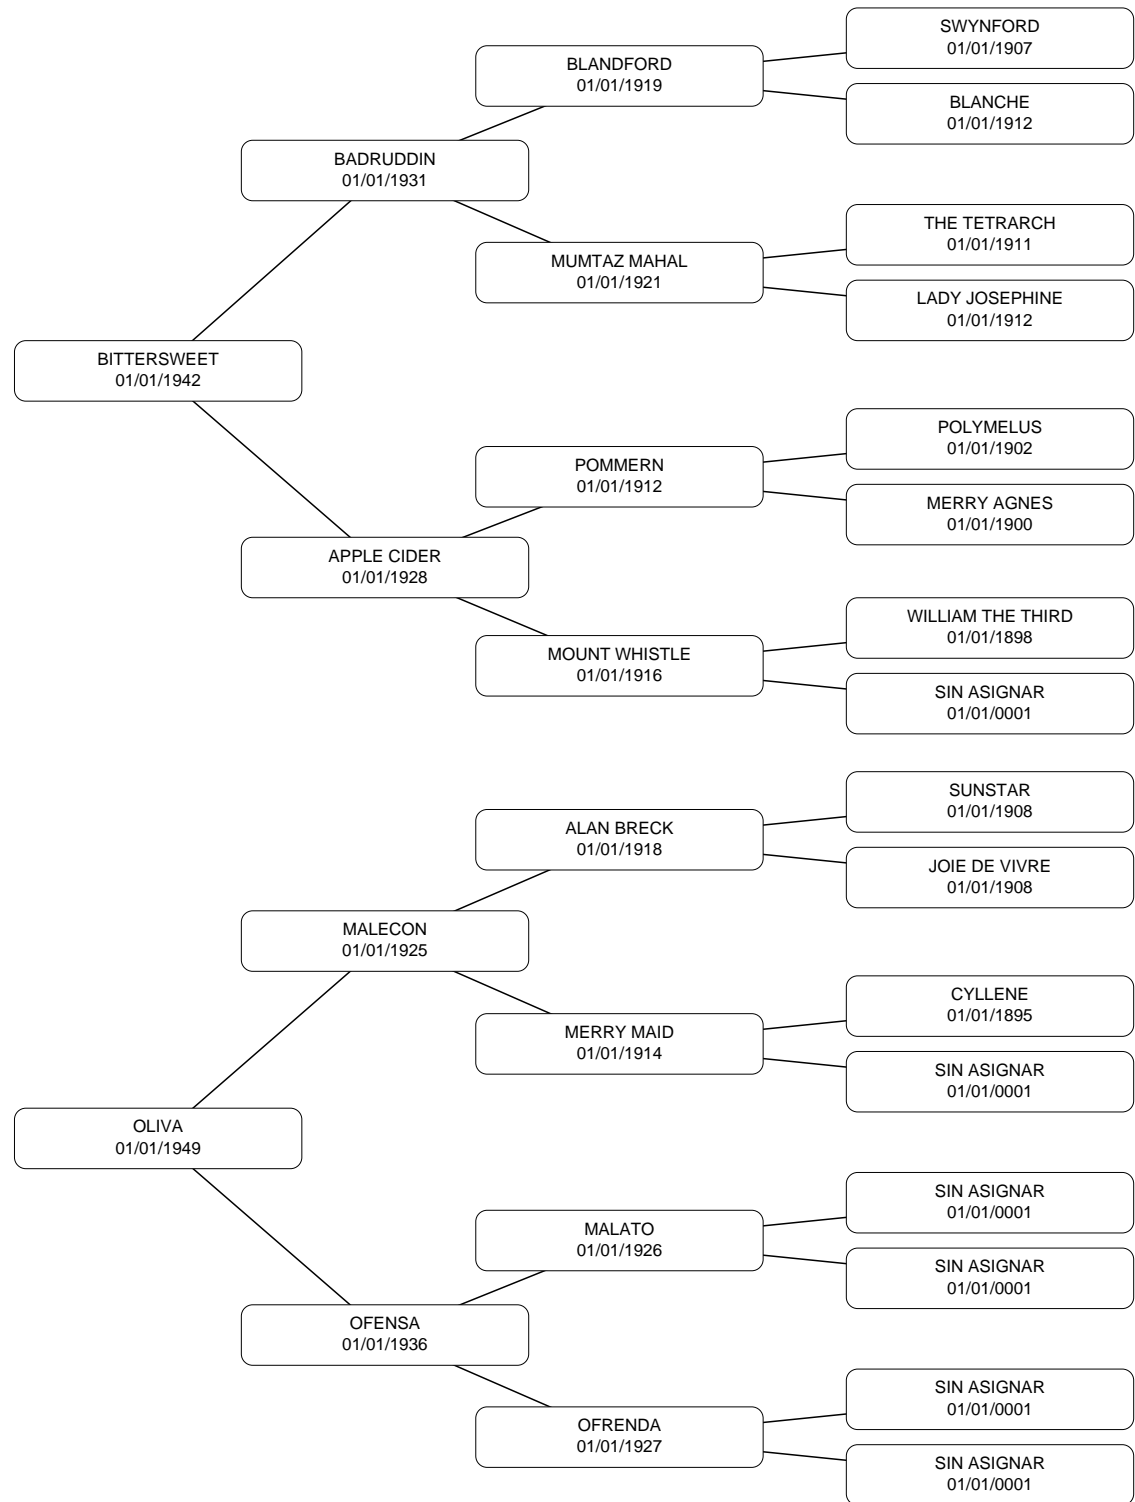 SWYNFORD
01/01/1907
BLANDFORD
01/01/1919
BLANCHE
01/01/1912
BADRUDDIN
01/01/1931
THE TETRARCH
01/01/1911
MUMTAZ MAHAL
01/01/1921
LADY JOSEPHINE
01/01/1912
BITTERSWEET
01/01/1942
POLYMELUS
01/01/1902
POMMERN
01/01/1912
MERRY AGNES
01/01/1900
APPLE CIDER
01/01/1928
WILLIAM THE THIRD
01/01/1898
MOUNT WHISTLE
01/01/1916
SIN ASIGNAR
01/01/0001
SUNSTAR
01/01/1908
ALAN BRECK
01/01/1918
JOIE DE VIVRE
01/01/1908
MALECON
01/01/1925
CYLLENE
01/01/1895
MERRY MAID
01/01/1914
SIN ASIGNAR
01/01/0001
OLIVA
01/01/1949
SIN ASIGNAR
01/01/0001
MALATO
01/01/1926
SIN ASIGNAR
01/01/0001
OFENSA
01/01/1936
SIN ASIGNAR
01/01/0001
OFRENDA
01/01/1927
SIN ASIGNAR
01/01/0001